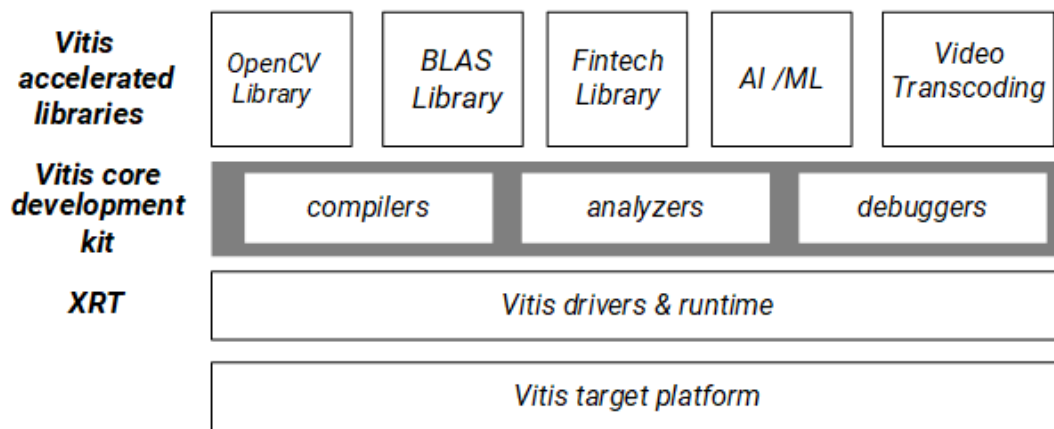 Vitis
accelerated
libraries
OpenCV
Library
BLAS
Library
Fintech
Library
AI /ML
Video
Transcoding
Vitis core
development
kit
compilers
analyzers
debuggers
XRT
Vitis drivers & runtime
Vitis target platform